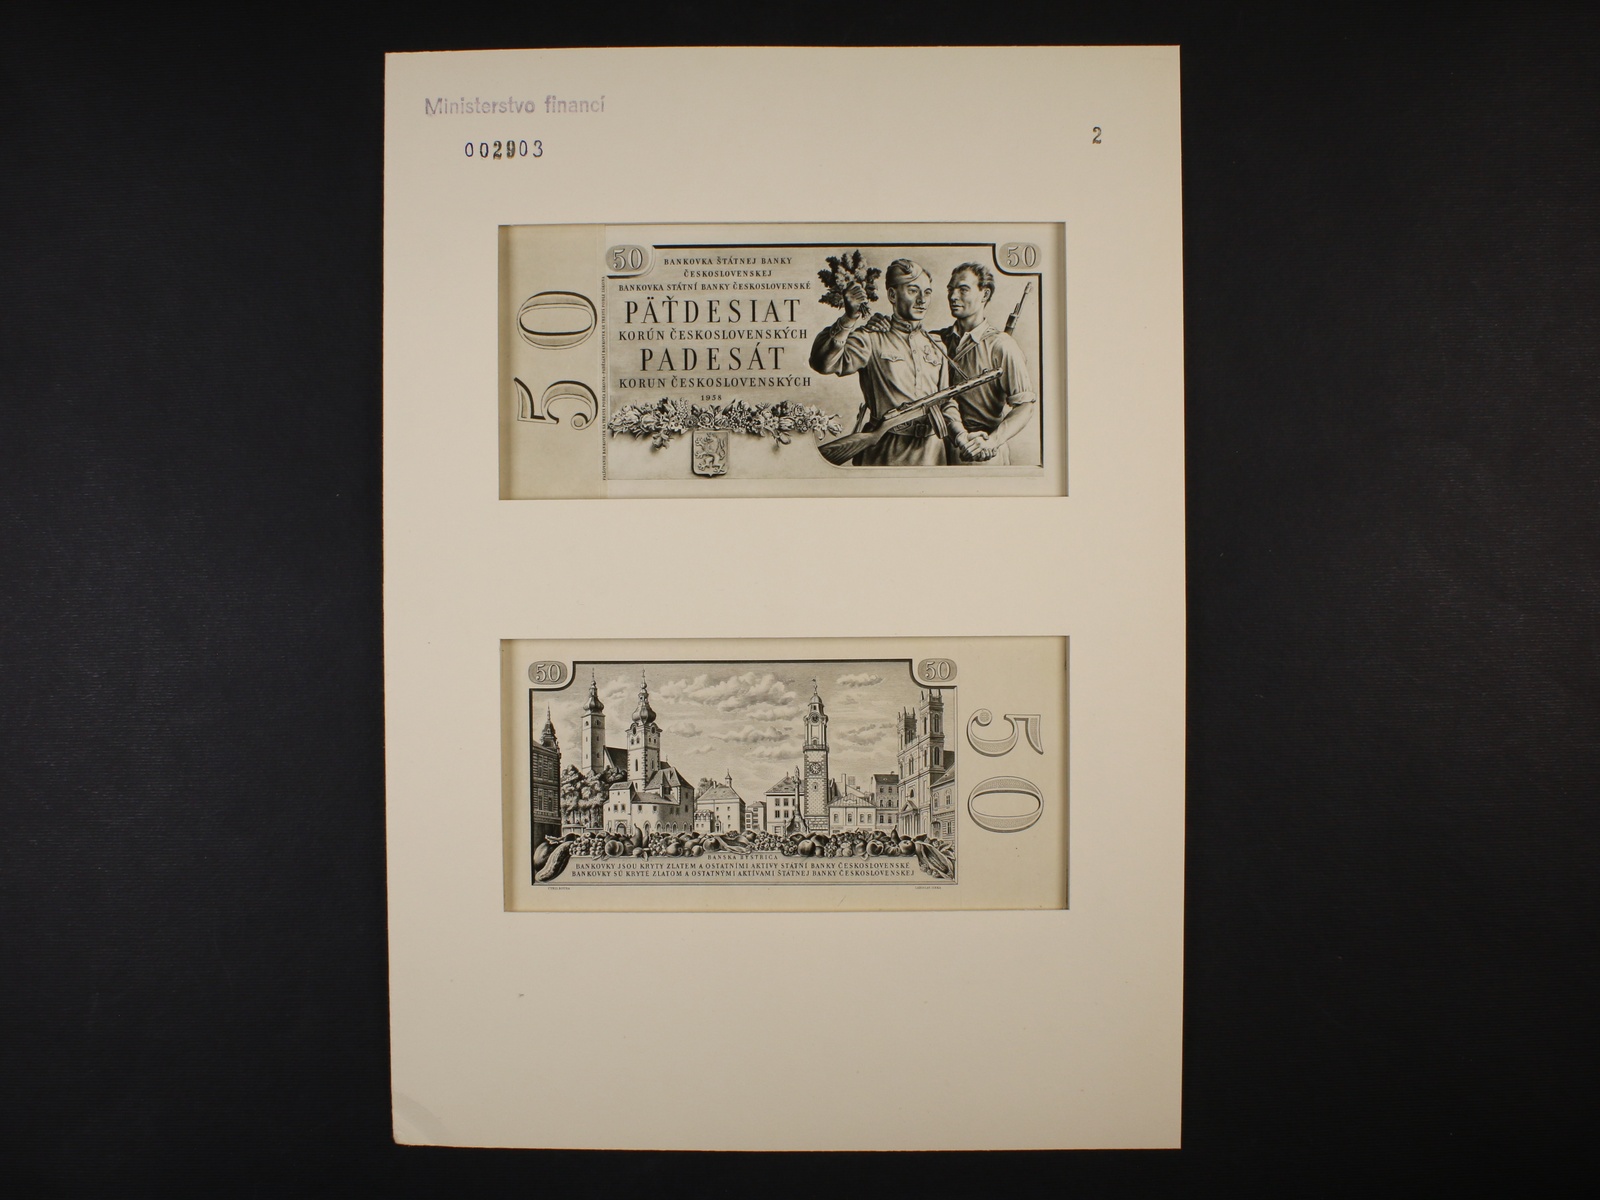 Ministerstvo financí
002903
2
50
50
BANKOVKA ŠTÁTNEJ BANKY
ČESKOSLOVENSKEJ
BANKOVKA STÁTNÍ BANKY ČESKOSLOVENSKÉ
PÄŤDESIAT
KORÚN ČESKOSLOVENSKÝCH
PADESÁT
KORUN ČESKOSLOVENSKÝCH
1958
50
50
50
50
BANSKÁ BYSTRICA
BANKOVKY JSOU KRYTY ZLATEM A OSTATNÍMI AKTIVY STÁTNÍ BANKY ČESKOSLOVENSKÉ
BANKOVKY SÚ KRYTÉ ZLATOM A OSTATNÝMI AKTÍVAMI ŠTÁTNEJ BANKY ČESKOSLOVENSKEJ